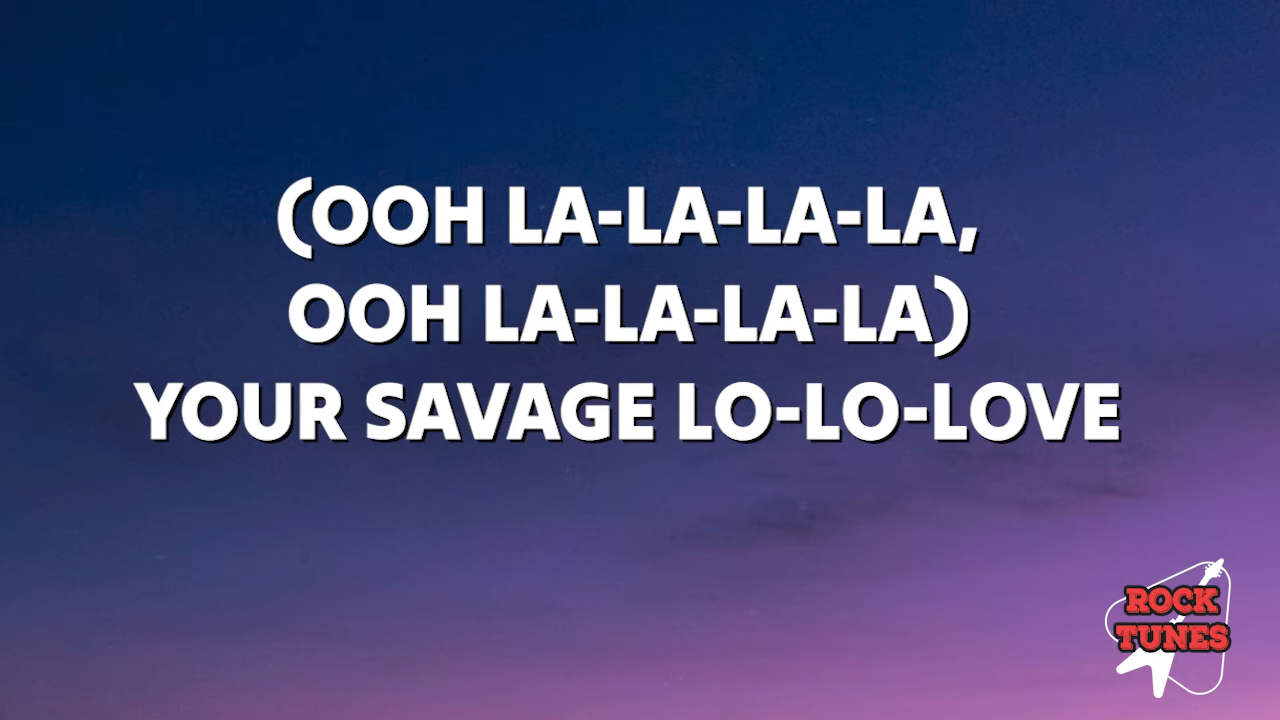 (OOH LA-LA-LA-LA,
OOH LA-LA-LA-LA)
YOUR SAVAGE LO-LO-LOVE
ROCK
TUNES